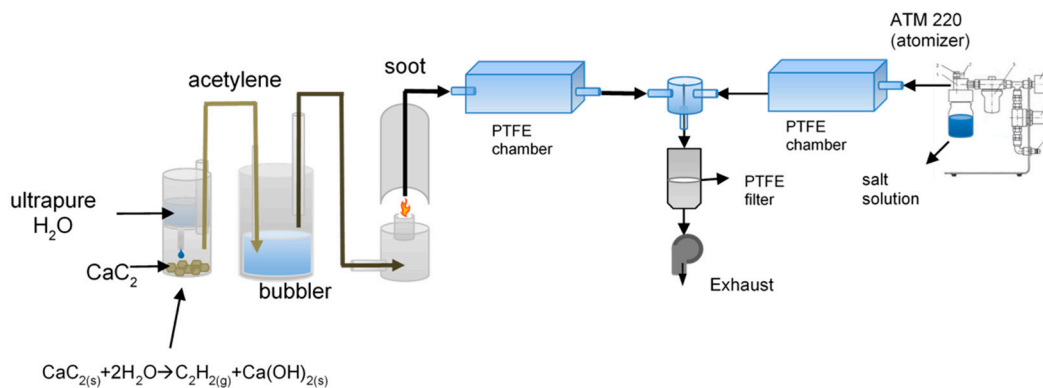 ATM 220
(atomizer)
soot
acetylene
PTFE
chamber
PTFE
chamber
ultrapure
H₂O
salt
solution
PTFE
filter
CaC₂
bubbler
Exhaust
CaC₂₍ₛ₎+2H₂O→C₂H₂₍g₎+Ca(OH)₂₍ₛ₎